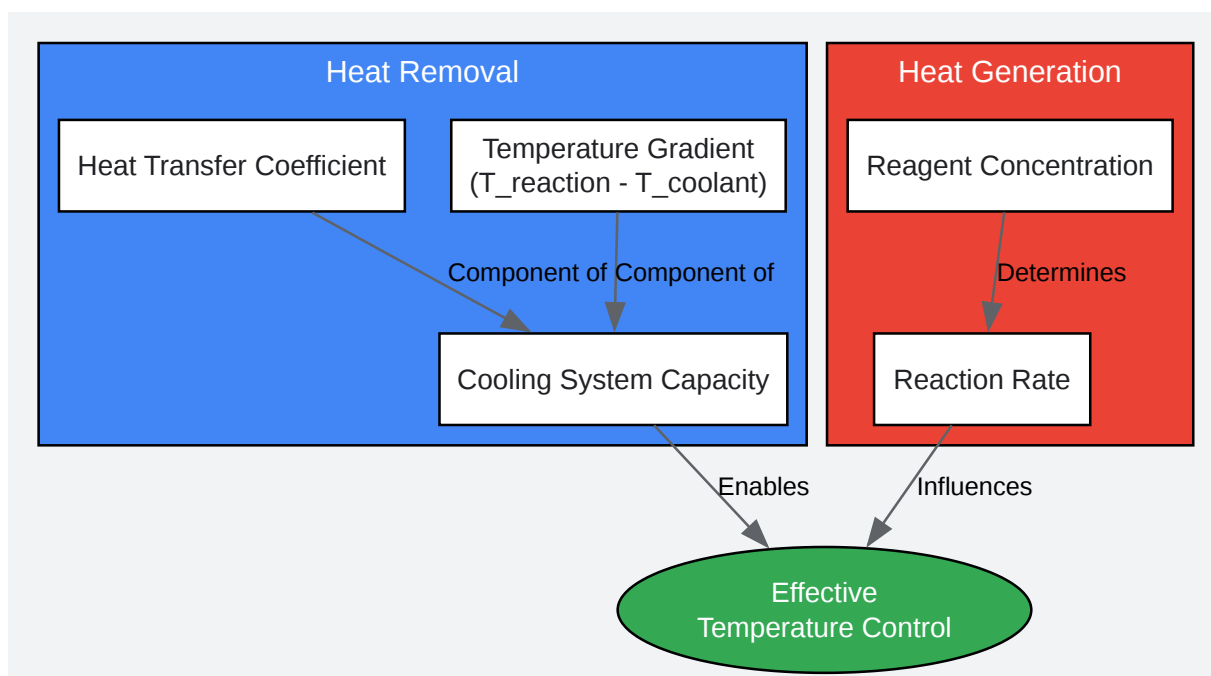 Heat Removal
Heat Generation
Heat Transfer Coefficient
Temperature Gradient
(T_reaction - T_coolant)
Reagent Concentration
Component of
Component of
Determines
Cooling System Capacity
Reaction Rate
Enables
Influences
Effective
Temperature Control